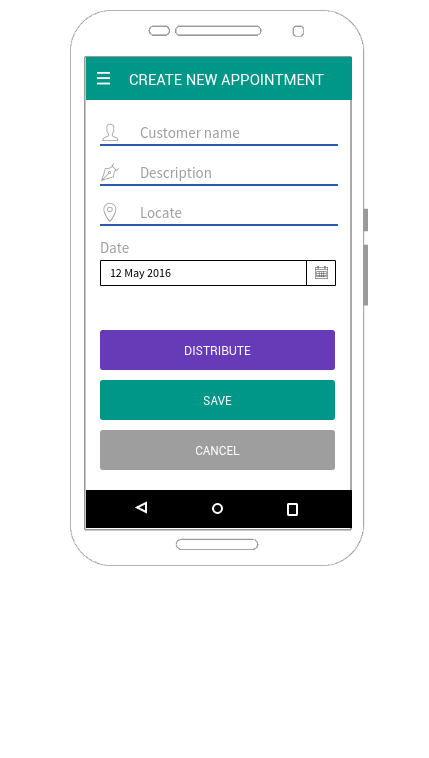 CREATE NEW APPOINTMENT
Customer name
Description
Locate
Date
12 May 2016
DISTRIBUTE
SAVE
CANCEL